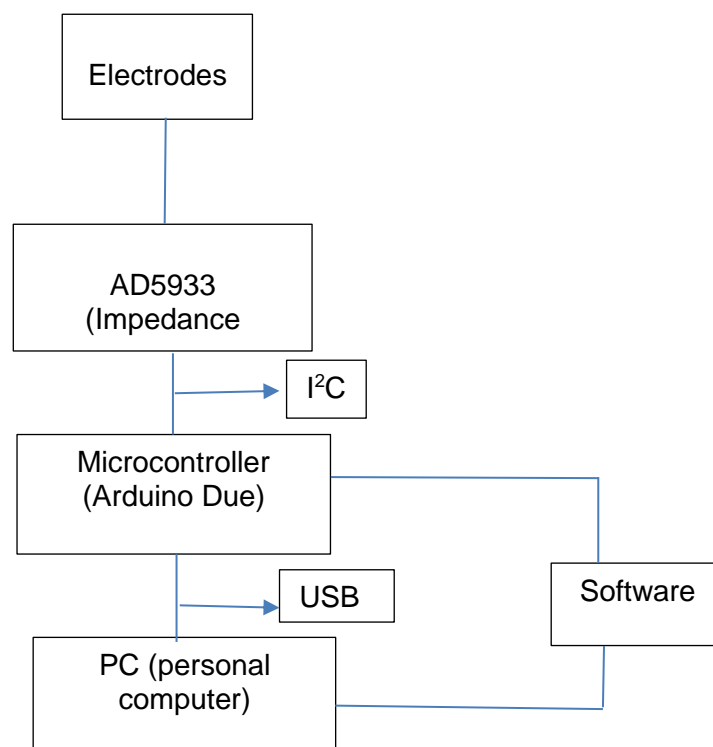 Electrodes
AD5933
(Impedance
I²C
Microcontroller
(Arduino Due)
USB
Software
PC (personal
computer)